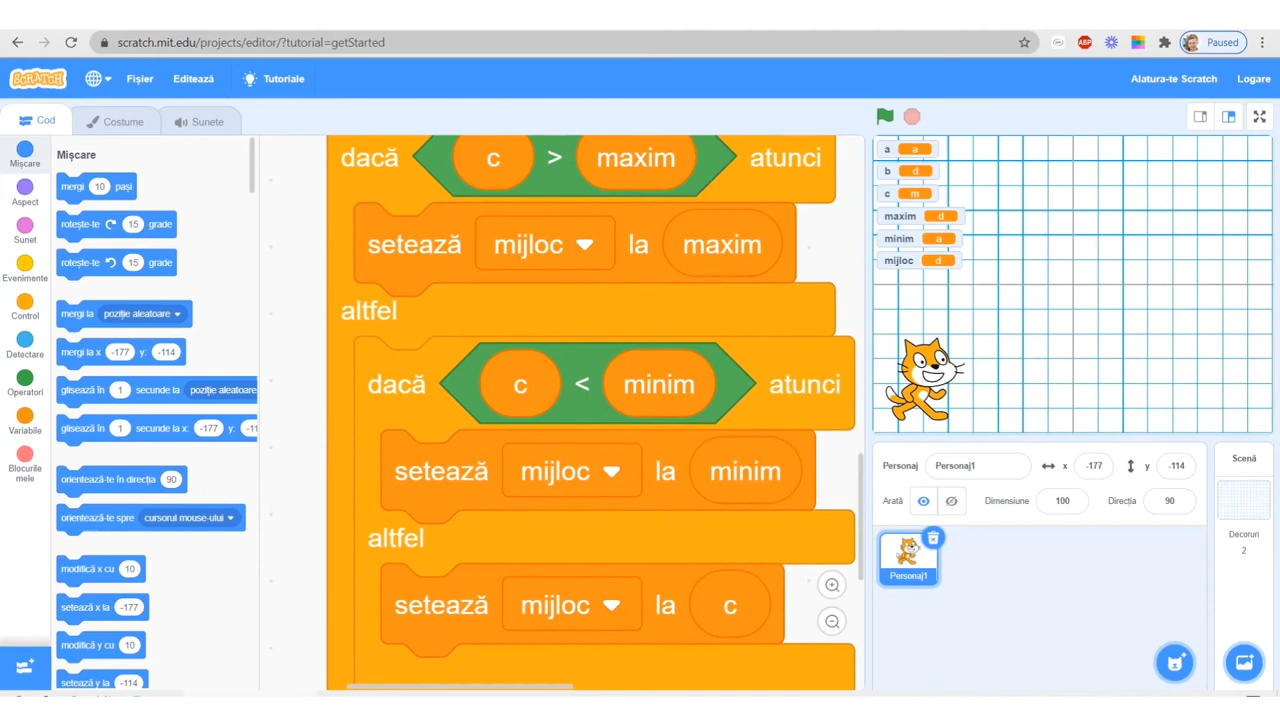 scratch.mit.edu/projects/editor/?tutorial=getStarted
ABP
Paused
SCRATCH
Fișier
Editează
Tutoriale
Alatura-te Scratch
Logare
Cod
Costume
Sunete
Mișcare
Aspect
Sunet
Evenimente
Control
Detectare
Operatori
Variabile
Blocurile
mele
Mișcare
mergi 10 pași
rotește-te 15 grade
rotește-te 15 grade
mergi la poziție aleatoare
mergi la x -177 y: -114
glisează în 1 secunde la poziție aleatoare
glisează în 1 secunde la x: -177 y: -11
orientează-te în direcția 90
orientează-te spre cursorul mouse-ului
modifică x cu 10
setează x la -177
modifică y cu 10
setează y la -114
dacă c > maxim atunci
setează mijloc la maxim
altfel
dacă c < minim atunci
setează mijloc la minim
altfel
setează mijloc la c
a a
b d
c m
maxim d
minim a
mijloc d
Personaj Personaj1 x -177 y -114
Arată Dimensiune 100 Direcția 90
Personaj1
Scenă
Decoruri
2